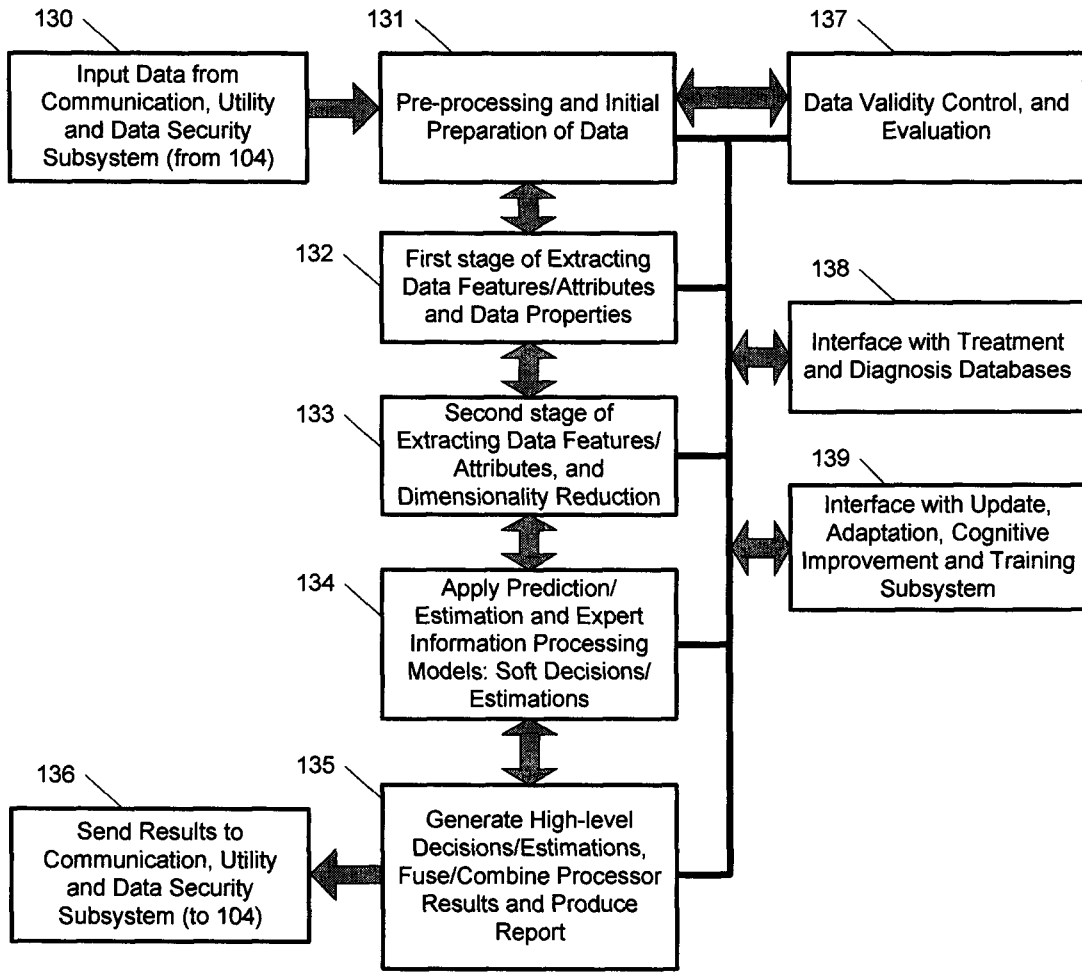 130
Input Data from
Communication, Utility
and Data Security
Subsystem (from 104)
131
Pre-processing and Initial
Preparation of Data
137
Data Validity Control, and
Evaluation
132
First stage of Extracting
Data Features/Attributes
and Data Properties
138
Interface with Treatment
and Diagnosis Databases
133
Second stage of
Extracting Data Features/
Attributes, and
Dimensionality Reduction
139
Interface with Update,
Adaptation, Cognitive
Improvement and Training
Subsystem
134
Apply Prediction/
Estimation and Expert
Information Processing
Models: Soft Decisions/
Estimations
135
Generate High-level
Decisions/Estimations,
Fuse/Combine Processor
Results and Produce
Report
136
Send Results to
Communication, Utility
and Data Security
Subsystem (to 104)